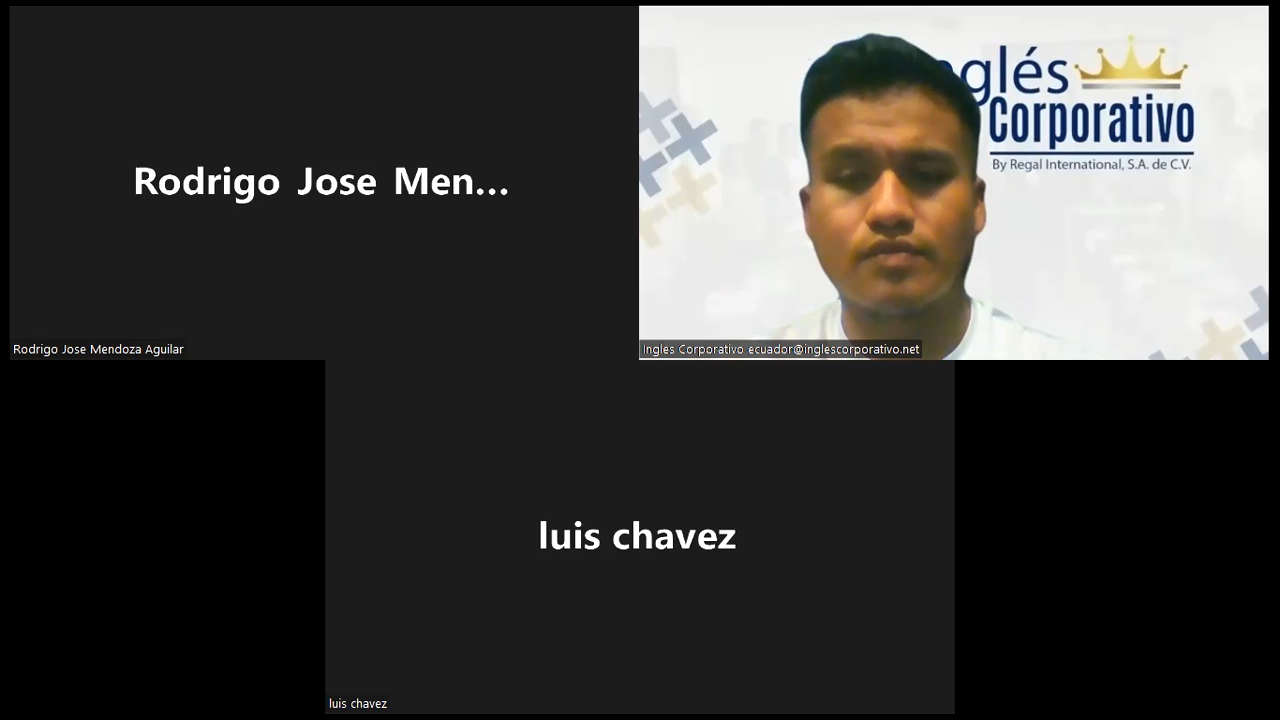 Rodrigo Jose Men...
Rodrigo Jose Mendoza Aguilar
nglés
Corporativo
By Regal International, S.A. de C.V.
Ingles Corporativo ecuador@inglescorporativo.net
luis chavez
luis chavez